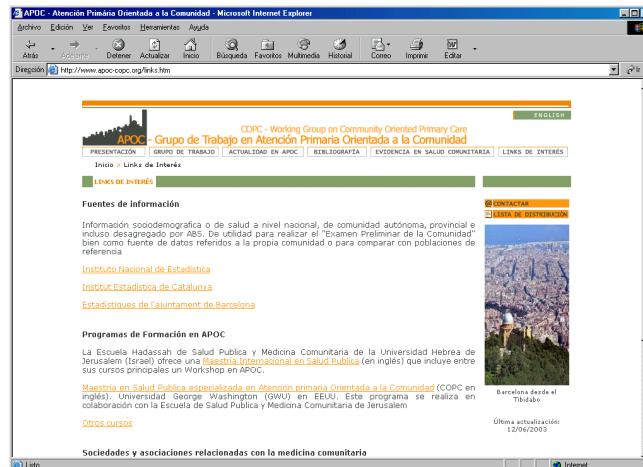 APOC - Atención Primària Orientada a la Comunidad - Microsoft Internet Explorer
Archivo Edición Ver Favoritos Herramientas Ayuda
Atrás Adelante Detener Actualizar Inicio Búsqueda Favoritos Multimedia Historial Correo Imprimir Editar
Dirección http://www.apoc-copc.org/links.htm Ir
ENGLISH
COPC - Working Group on Community Oriented Primary Care
APOC - Grupo de Trabajo en Atención Primaria Orientada a la Comunidad
PRESENTACIÓN GRUPO DE TRABAJO ACTUALIDAD EN APOC BIBLIOGRAFÍA EVIDENCIA EN SALUD COMUNITARIA LINKS DE INTERÉS
Inicio > Links de Interés
LINKS DE INTERÉS
Fuentes de información
Información sociodemografica o de salud a nivel nacional, de comunidad autónoma, provincial e
incluso desagregado por ABS. De utilidad para realizar el "Examen Preliminar de la Comunidad"
bien como fuente de datos referidos a la propia comunidad o para comparar con poblaciones de
referencia
Instituto Nacional de Estadística
Institut Estadística de Catalunya
Estadistiques de l'ajuntament de Barcelona
Programas de Formación en APOC
La Escuela Hadassah de Salud Publica y Medicina Comunitaria de la Universidad Hebrea de
Jerusalem (Israel) ofrece una Maestría Internacional en Salud Publica (en inglés) que incluye entre
sus cursos principales un Workshop en APOC.
Maestría en Salud Publica especializada en Atención primaria Orientada a la Comunidad (COPC en
inglés). Universidad George Washington (GWU) en EEUU. Este programa se realiza en
colaboración con la Escuela de Salud Publica y Medicina Comunitaria de Jerusalem
Otros cursos
Sociedades y asociaciones relacionadas con la medicina comunitaria
@ CONTACTAR
LISTA DE DISTRIBUCIÓN
Barcelona desde el
Tibidabo
Última actualización:
12/06/2003
Listo Internet